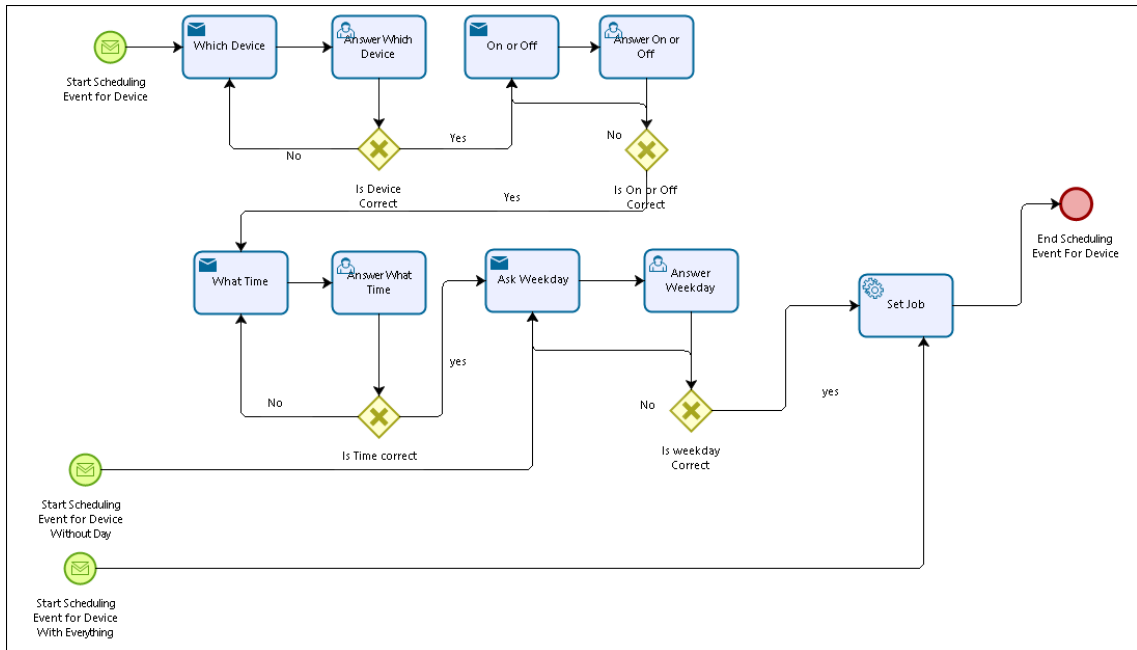 Which Device
Answer Which
Device
On or Off
Answer On or
Off
Start Scheduling
Event for Device
No
Yes
No
Is Device
Correct
Is On or Off
Correct
Yes
What Time
Answer What
Time
Ask Weekday
Answer
Weekday
Set Job
End Scheduling
Event For Device
No
yes
No
yes
Is Time correct
Is weekday
Correct
Start Scheduling
Event for Device
Without Day
Start Scheduling
Event for Device
With Everything